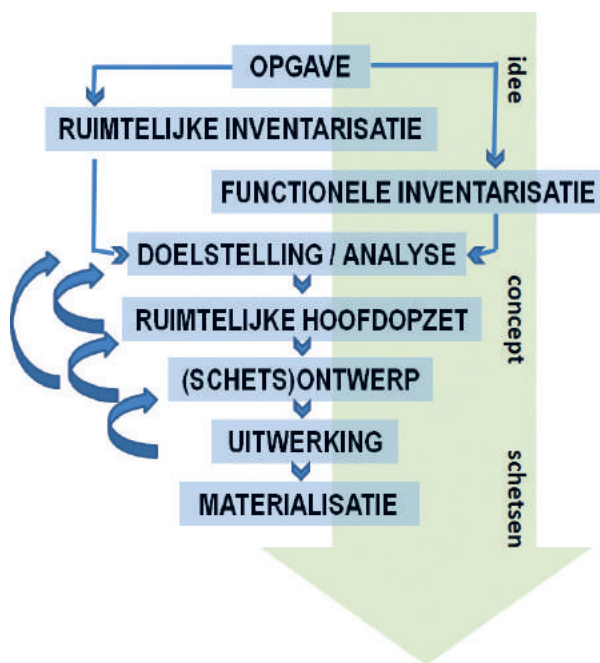 OPGAVE
idee
RUIMTELIJKE INVENTARISATIE
FUNCTIONELE INVENTARISATIE
DOELSTELLING / ANALYSE
concept
RUIMTELIJKE HOOFDOPZET
(SCHETS)ONTWERP
UITWERKING
schetsen
MATERIALISATIE